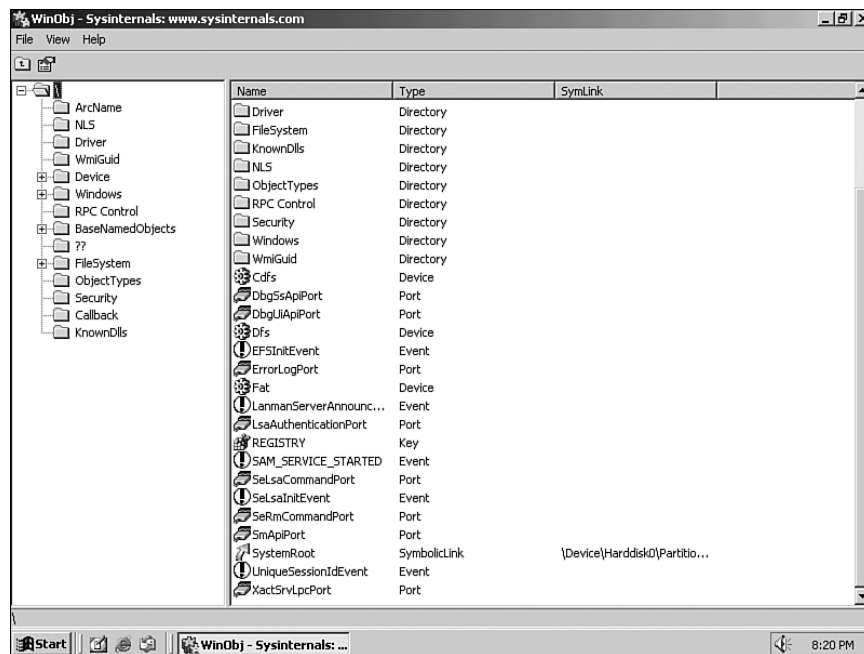 WinObj - Sysinternals: www.sysinternals.com
File View Help
\
ArcName
NLS
Driver
WmiGuid
Device
Windows
RPC Control
BaseNamedObjects
??
FileSystem
ObjectTypes
Security
Callback
KnownDlls
Name Type SymLink
Driver Directory
FileSystem Directory
KnownDlls Directory
NLS Directory
ObjectTypes Directory
RPC Control Directory
Security Directory
Windows Directory
WmiGuid Directory
Cdfs Device
DbgSsApiPort Port
DbgUiApiPort Port
Dfs Device
EFSInitEvent Event
ErrorLogPort Port
Fat Device
LanmanServerAnnounc... Event
LsaAuthenticationPort Port
REGISTRY Key
SAM_SERVICE_STARTED Event
SeLsaCommandPort Port
SeLsaInitEvent Event
SeRmCommandPort Port
SmApiPort Port
SystemRoot SymbolicLink \Device\Harddisk0\Partitio...
UniqueSessionIdEvent Event
XactSrvLpcPort Port
\
Start WinObj - Sysinternals: ... 8:20 PM